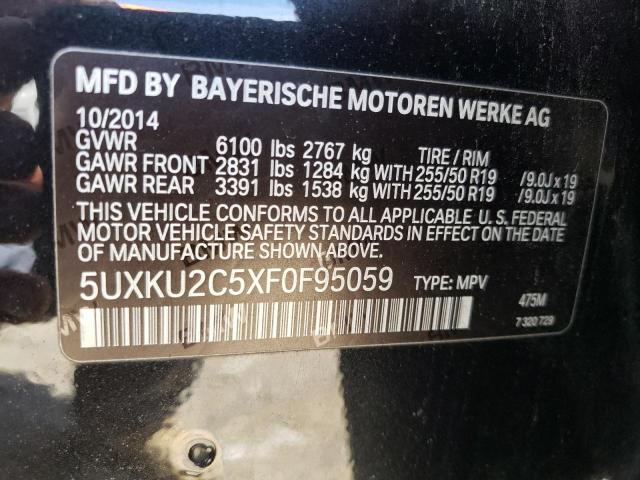 MFD BY BAYERISCHE MOTOREN WERKE AG
10/2014
GVWR 6100 lbs 2767 kg TIRE / RIM
GAWR FRONT 2831 lbs 1284 kg WITH 255/50 R19 /9.0J x 19
GAWR REAR 3391 lbs 1538 kg WITH 255/50 R19 /9.0J x 19
THIS VEHICLE CONFORMS TO ALL APPLICABLE U.S. FEDERAL
MOTOR VEHICLE SAFETY STANDARDS IN EFFECT ON THE DATE
OF MANUFACTURE SHOWN ABOVE.
5UXKU2C5XF0F95059 TYPE: MPV 475M
7 320 729